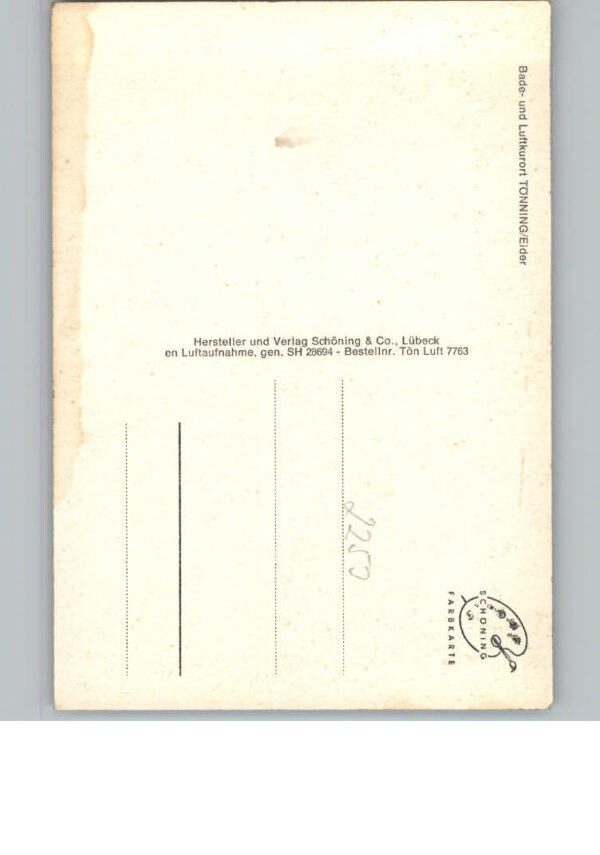 Bade- und Luftkurort TÖNNING/Eider
Hersteller und Verlag Schöning & Co., Lübeck
en Luftaufnahme, gen. SH 28694 - Bestellnr. Tön Luft 7763
2250
SCHÖNING
FARBKARTE